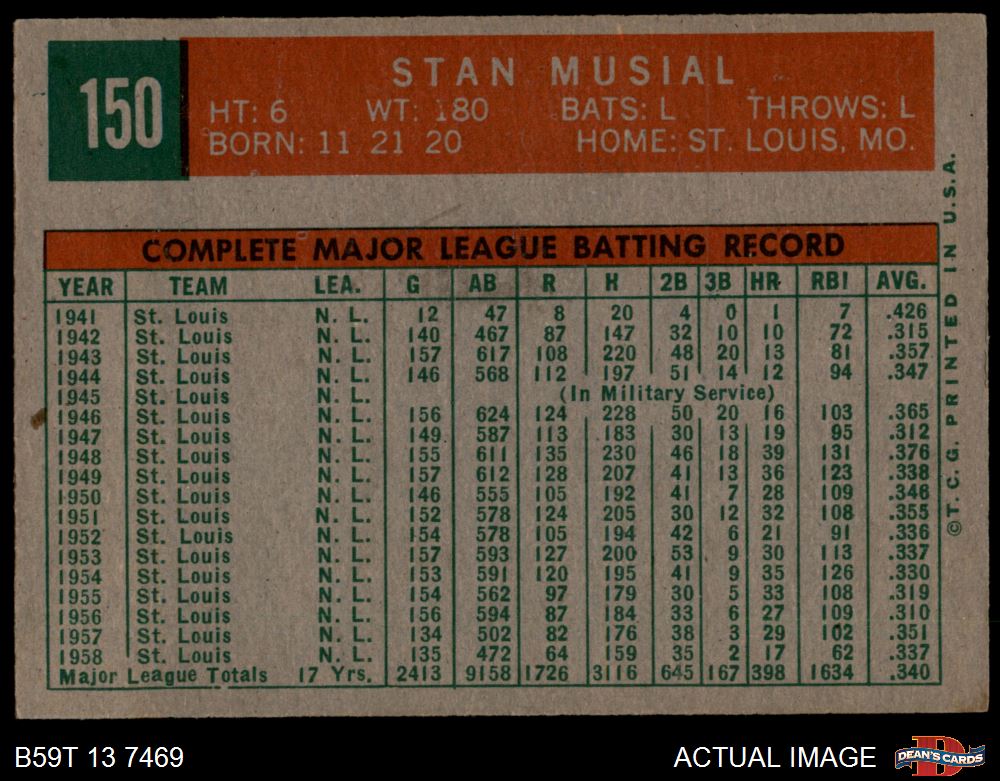 150
STAN MUSIAL
HT: 6 WT: 180 BATS: L THROWS: L
BORN: 11 21 20 HOME: ST. LOUIS, MO.
COMPLETE MAJOR LEAGUE BATTING RECORD
YEAR TEAM LEA. G AB R H 2B 3B HR RBI AVG.
1941 St. Louis N. L. 12 47 8 20 4 0 1 7 .426
1942 St. Louis N. L. 140 467 87 147 32 10 10 72 .315
1943 St. Louis N. L. 157 617 108 220 48 20 13 81 .357
1944 St. Louis N. L. 146 568 112 197 51 14 12 94 .347
1945 St. Louis N. L. (In Military Service)
1946 St. Louis N. L. 156 624 124 228 50 20 16 103 .365
1947 St. Louis N. L. 149 587 113 183 30 13 19 95 .312
1948 St. Louis N. L. 155 611 135 230 46 18 39 131 .376
1949 St. Louis N. L. 157 612 128 207 41 13 36 123 .338
1950 St. Louis N. L. 146 555 105 192 41 7 28 109 .346
1951 St. Louis N. L. 152 578 124 205 30 12 32 108 .355
1952 St. Louis N. L. 154 578 105 194 42 6 21 91 .336
1953 St. Louis N. L. 157 593 127 200 53 9 30 113 .337
1954 St. Louis N. L. 153 591 120 195 41 9 35 126 .330
1955 St. Louis N. L. 154 562 97 179 30 5 33 108 .319
1956 St. Louis N. L. 156 594 87 184 33 6 27 109 .310
1957 St. Louis N. L. 134 502 82 176 38 3 29 102 .351
1958 St. Louis N. L. 135 472 64 159 35 2 17 62 .337
Major League Totals 17 Yrs. 2413 9158 1726 3116 645 167 398 1634 .340
©T. C. G. PRINTED IN U.S.A.
B59T 13 7469
ACTUAL IMAGE
D
DEAN'S CARDS